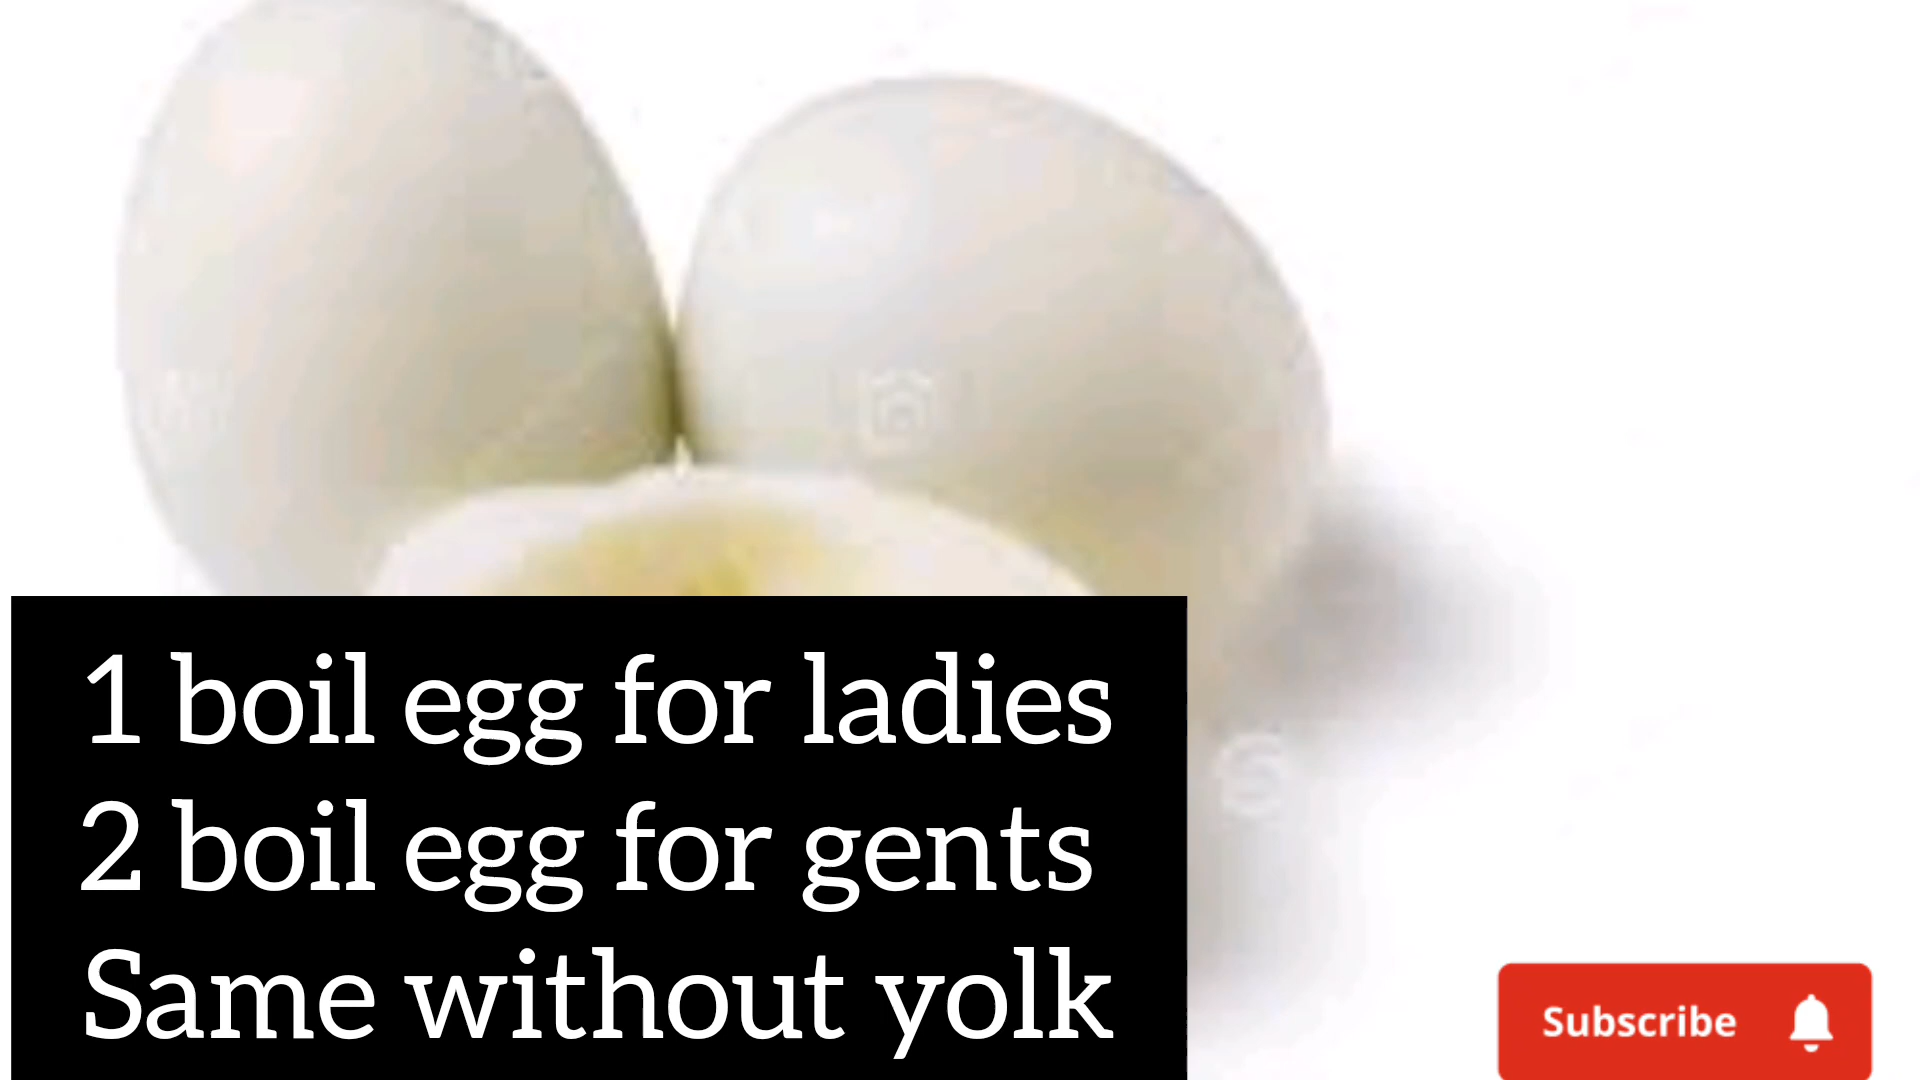 1 boil egg for ladies
2 boil egg for gents
Same without yolk
Subscribe